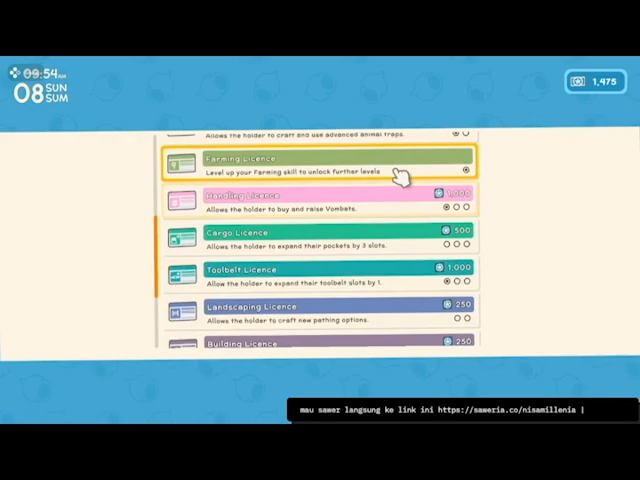 09:54AM
08 SUN
SUM
1,475
Allows the holder to craft and use advanced animal traps.
Farming Licence
Level up your Farming skill to unlock further levels
Handling Licence 1,000
Allows the holder to buy and raise Vombats.
Cargo Licence 500
Allows the holder to expand their pockets by 3 slots.
Toolbelt Licence 1,000
Allow the holder to expand their toolbelt slots by 1.
Landscaping Licence 250
Allows the holder to craft new pathing options.
Building Licence 250
mau sawer langsung ke link ini https://saweria.co/nisamillenia |